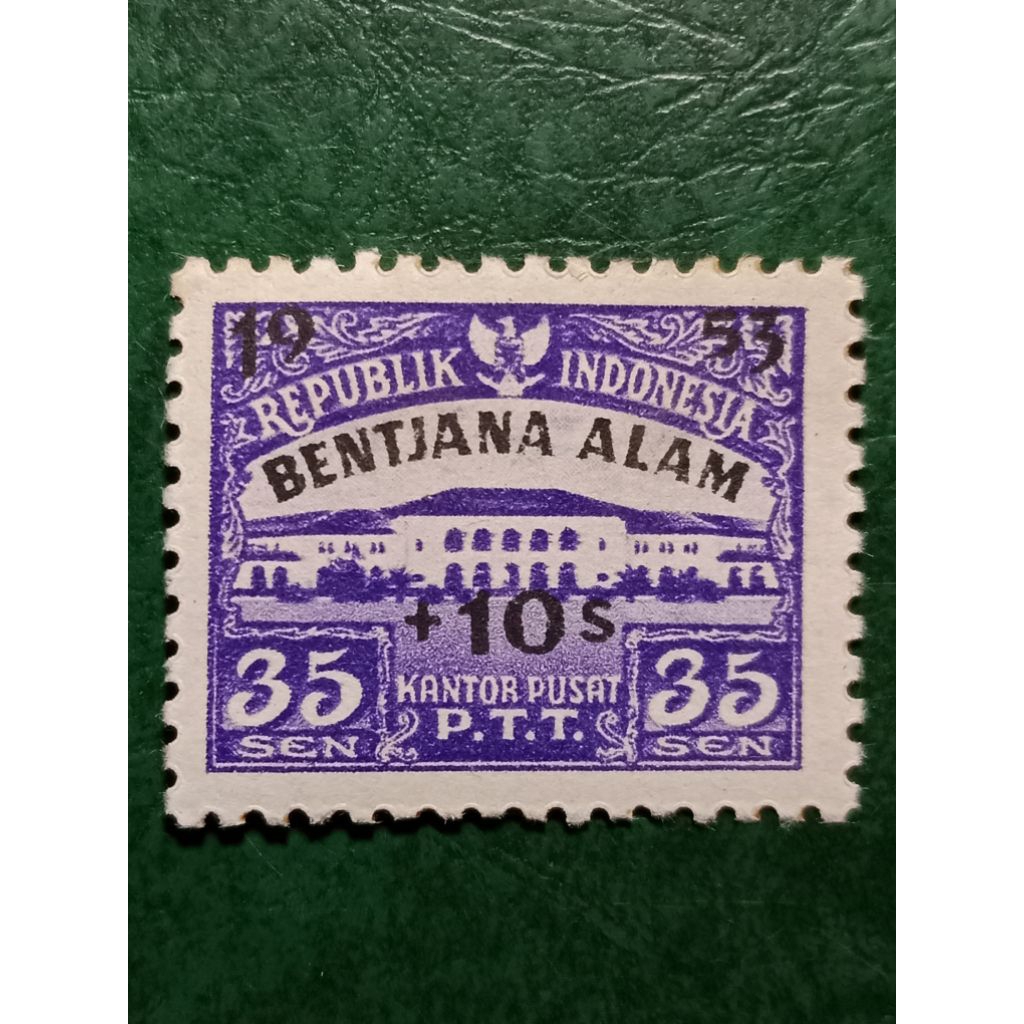 19 53
REPUBLIK INDONESIA
BENTJANA ALAM
+10s
35 35
KANTOR PUSAT
SEN P.T.T. SEN